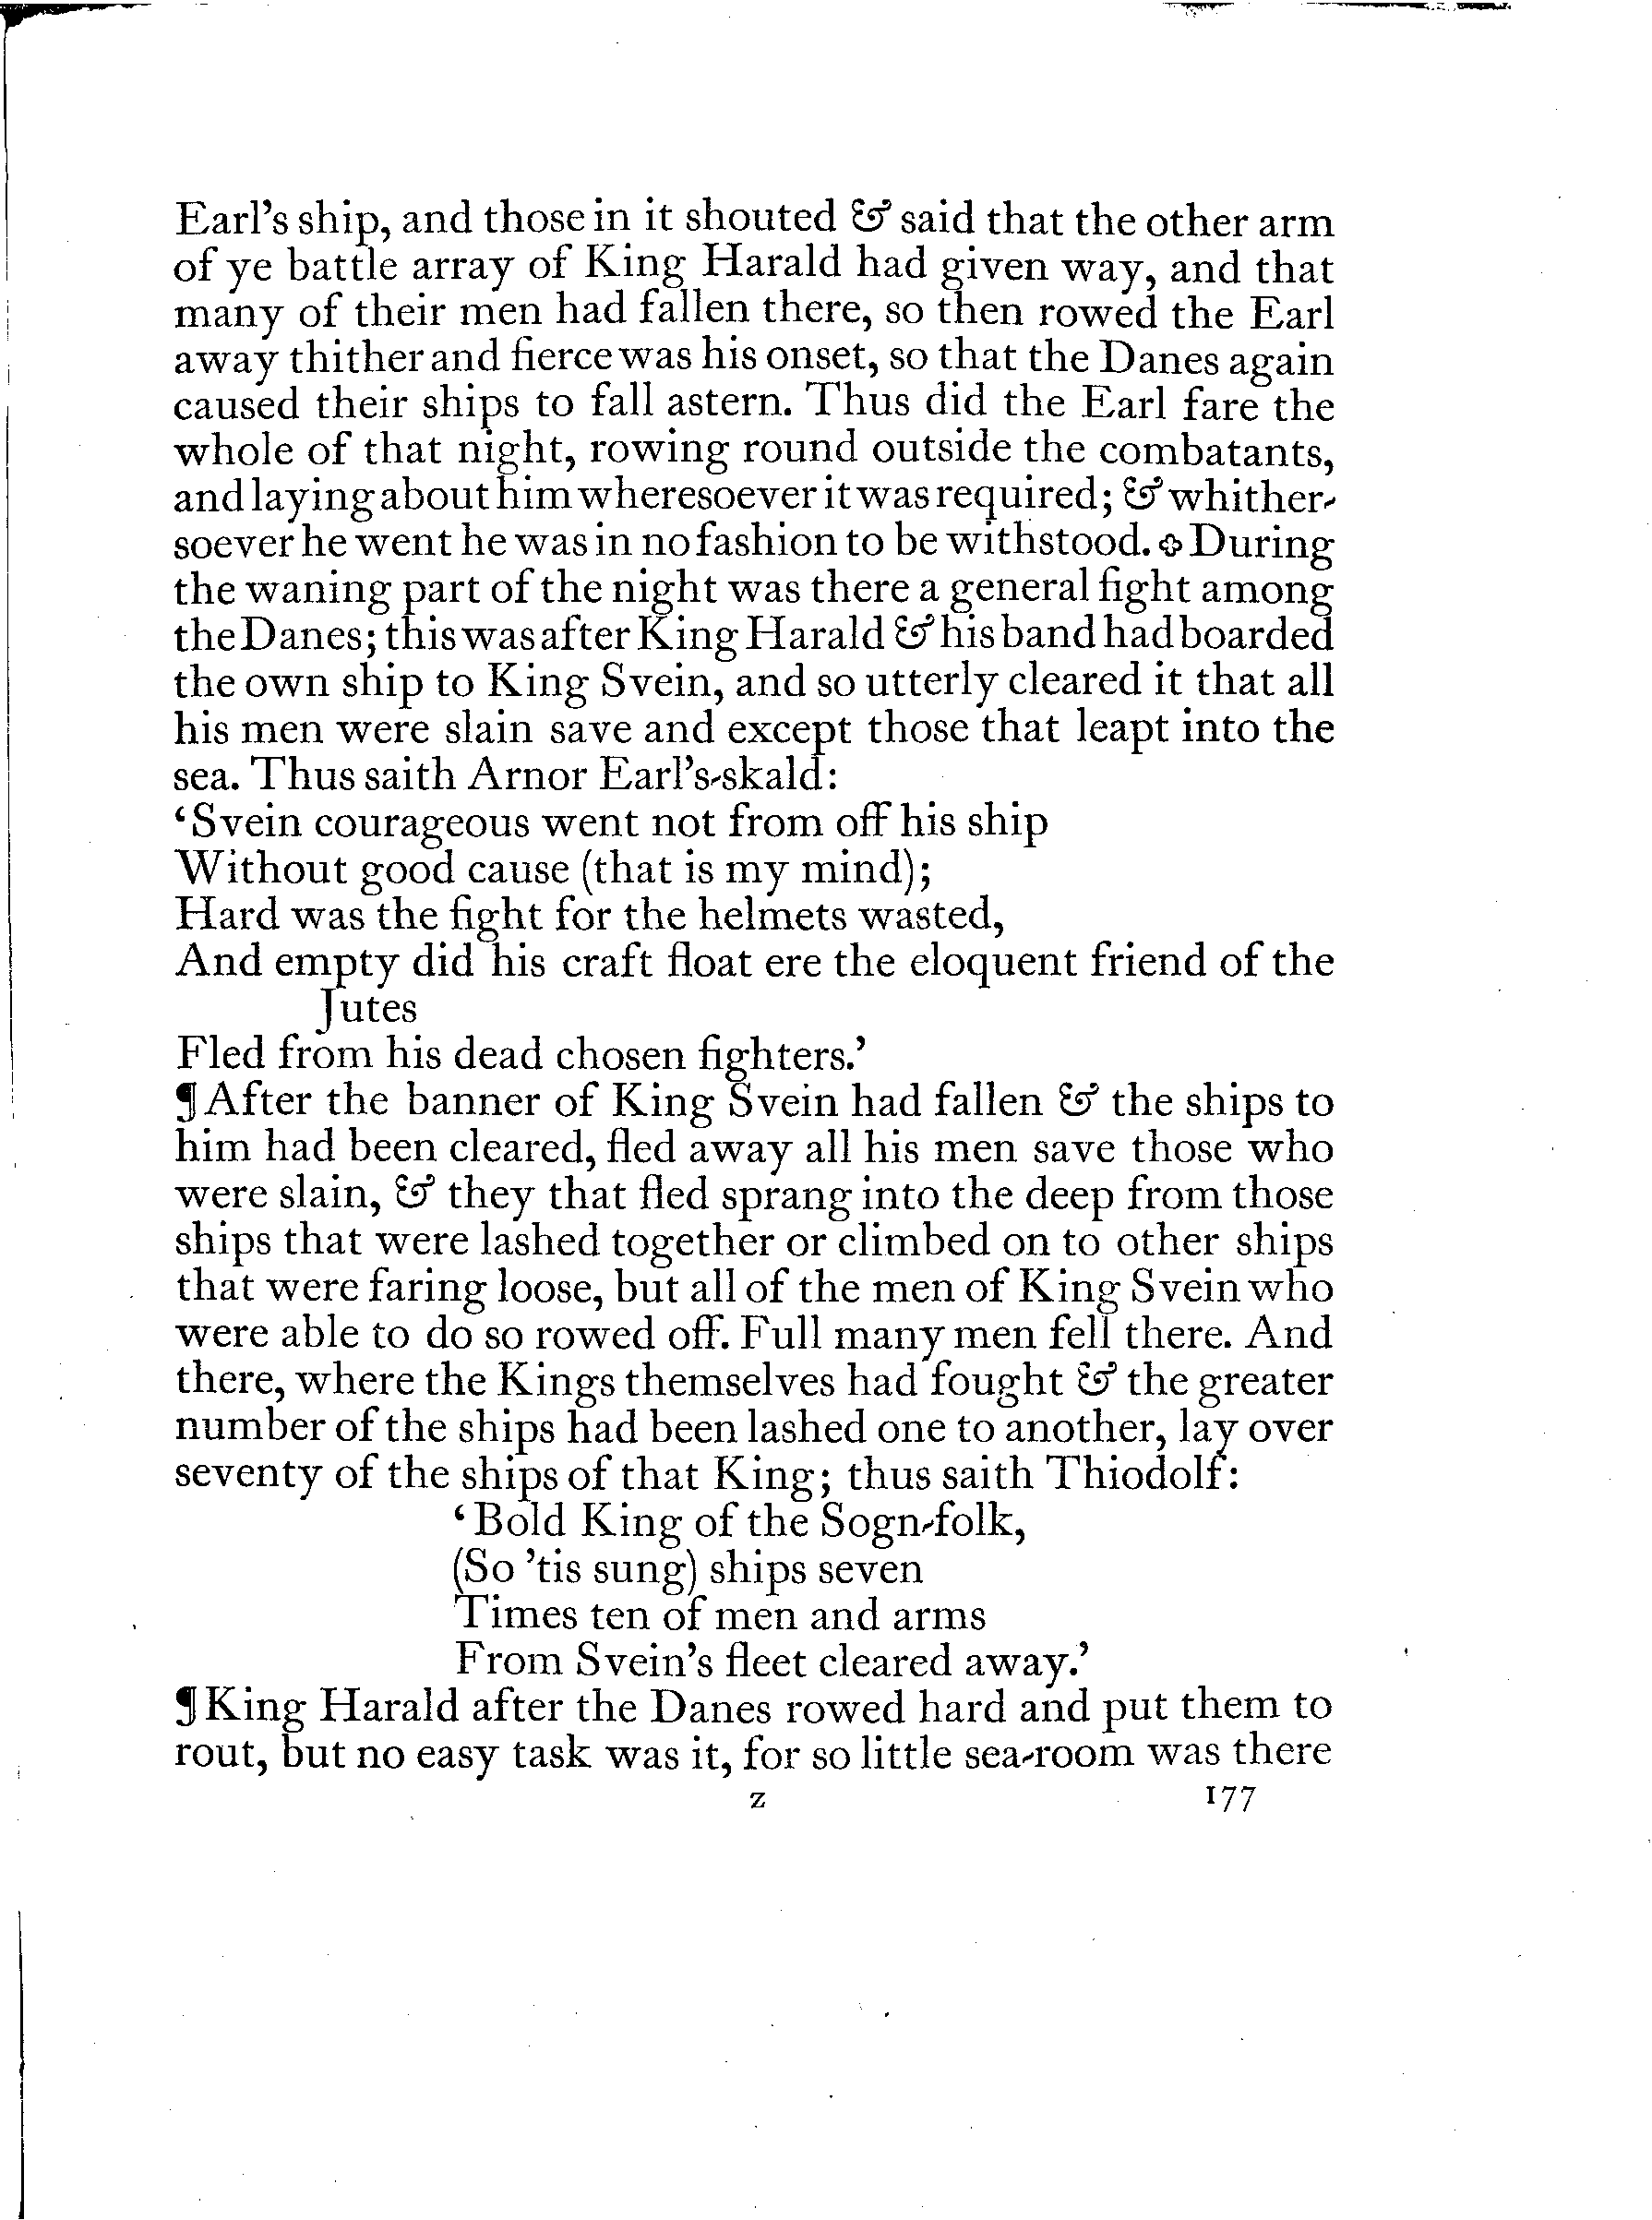 Earl's ship, and those in it shouted & said that the other arm
of ye battle array of King Harald had given way, and that
many of their men had fallen there, so then rowed the Earl
away thither and fierce was his onset, so that the Danes again
caused their ships to fall astern. Thus did the Earl fare the
whole of that night, rowing round outside the combatants,
and laying about him wheresoever it was required; & whither-
soever he went he was in no fashion to be withstood. ✥ During
the waning part of the night was there a general fight among
the Danes; this was after King Harald & his band had boarded
the own ship to King Svein, and so utterly cleared it that all
his men were slain save and except those that leapt into the
sea. Thus saith Arnor Earl's-skald:
‘Svein courageous went not from off his ship
Without good cause (that is my mind);
Hard was the fight for the helmets wasted,
And empty did his craft float ere the eloquent friend of the
Jutes
Fled from his dead chosen fighters.’
¶ After the banner of King Svein had fallen & the ships to
him had been cleared, fled away all his men save those who
were slain, & they that fled sprang into the deep from those
ships that were lashed together or climbed on to other ships
that were faring loose, but all of the men of King Svein who
were able to do so rowed off. Full many men fell there. And
there, where the Kings themselves had fought & the greater
number of the ships had been lashed one to another, lay over
seventy of the ships of that King; thus saith Thiodolf:
‘Bold King of the Sogn-folk,
(So ’tis sung) ships seven
Times ten of men and arms
From Svein's fleet cleared away.’
¶ King Harald after the Danes rowed hard and put them to
rout, but no easy task was it, for so little sea-room was there
z 177